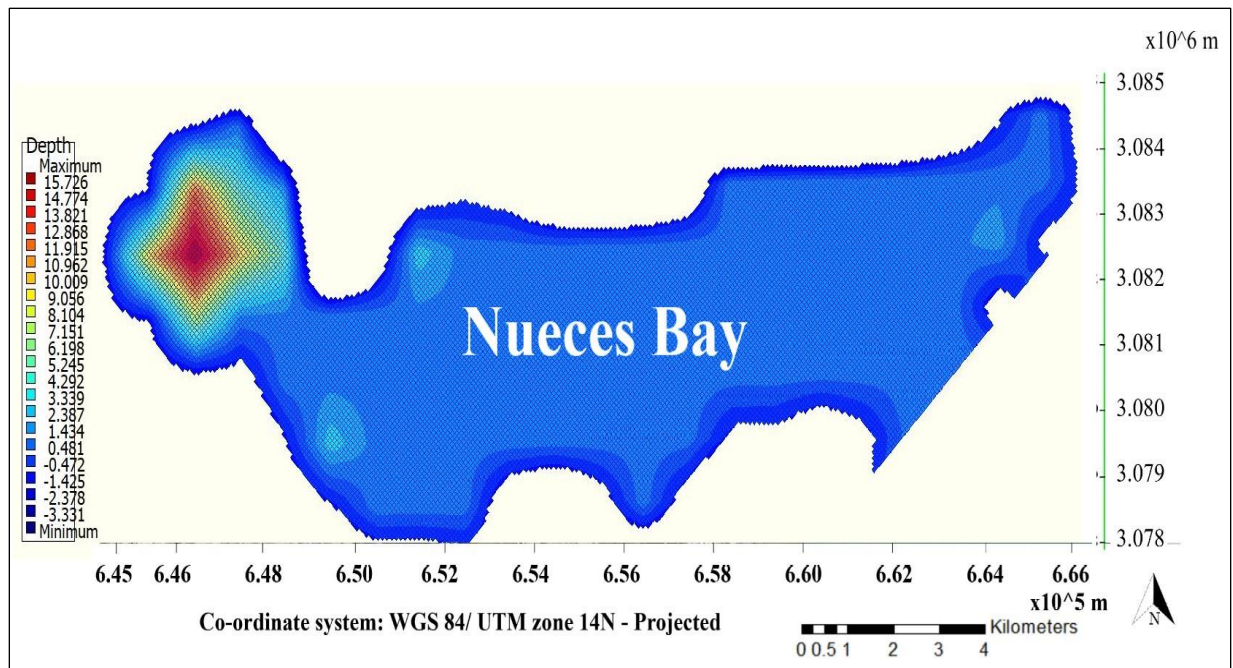 x10^6 m
3.085
3.084
3.083
3.082
3.081
3.080
3.079
3.078
Depth
Maximum
15.726
14.774
13.821
12.868
11.915
10.962
10.009
9.056
8.104
7.151
6.198
5.245
4.292
3.339
2.387
1.434
0.481
-0.472
-1.425
-2.378
-3.331
Minimum
Nueces Bay
6.45 6.46 6.48 6.50 6.52 6.54 6.56 6.58 6.60 6.62 6.64 6.66
x10^5 m
Co-ordinate system: WGS 84/ UTM zone 14N - Projected
Kilometers
0 0.5 1 2 3 4
N